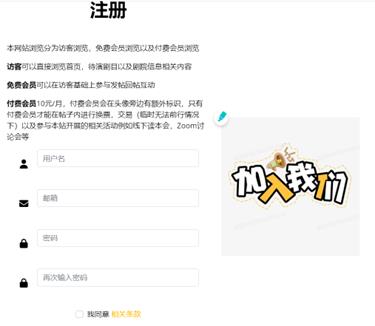 注册
本网站浏览分为访客浏览，免费会员浏览以及付费会员浏览
访客可以直接浏览首页，待演剧目以及剧院信息相关内容
免费会员可以在访客基础上参与发帖回帖互动
付费会员10元/月，付费会员会在头像旁边有额外标识，只有
付费会员才能在帖子内进行换票，交易（临时无法前行情况
下）以及参与本站开展的相关活动例如线下读本会，Zoom讨
论会等
用户名
邮箱
密码
再次输入密码
我同意 相关条款
加入我们